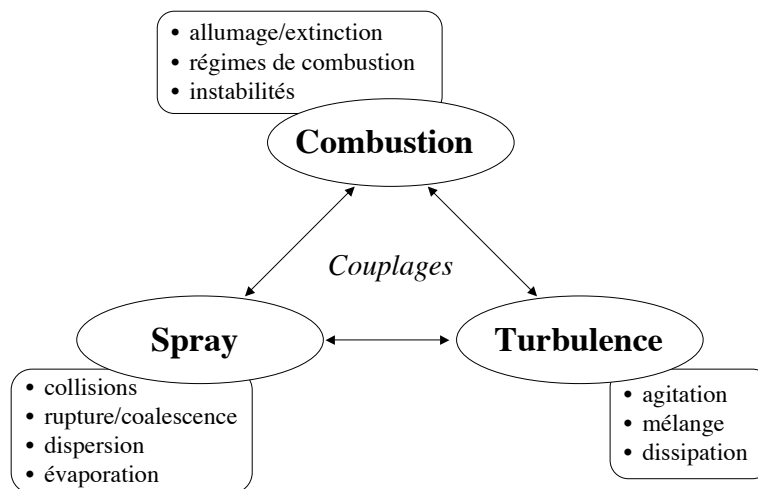 • allumage/extinction
• régimes de combustion
• instabilités
Combustion
Couplages
Spray
Turbulence
• collisions
• rupture/coalescence
• dispersion
• évaporation
• agitation
• mélange
• dissipation